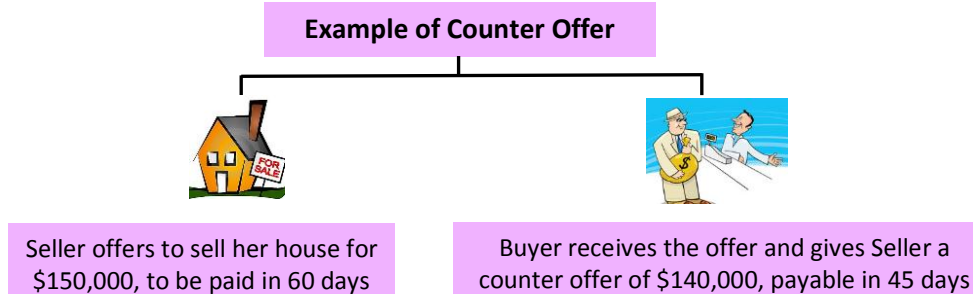 Example of Counter Offer
FOR
SALE
$
Seller offers to sell her house for
$150,000, to be paid in 60 days
Buyer receives the offer and gives Seller a
counter offer of $140,000, payable in 45 days